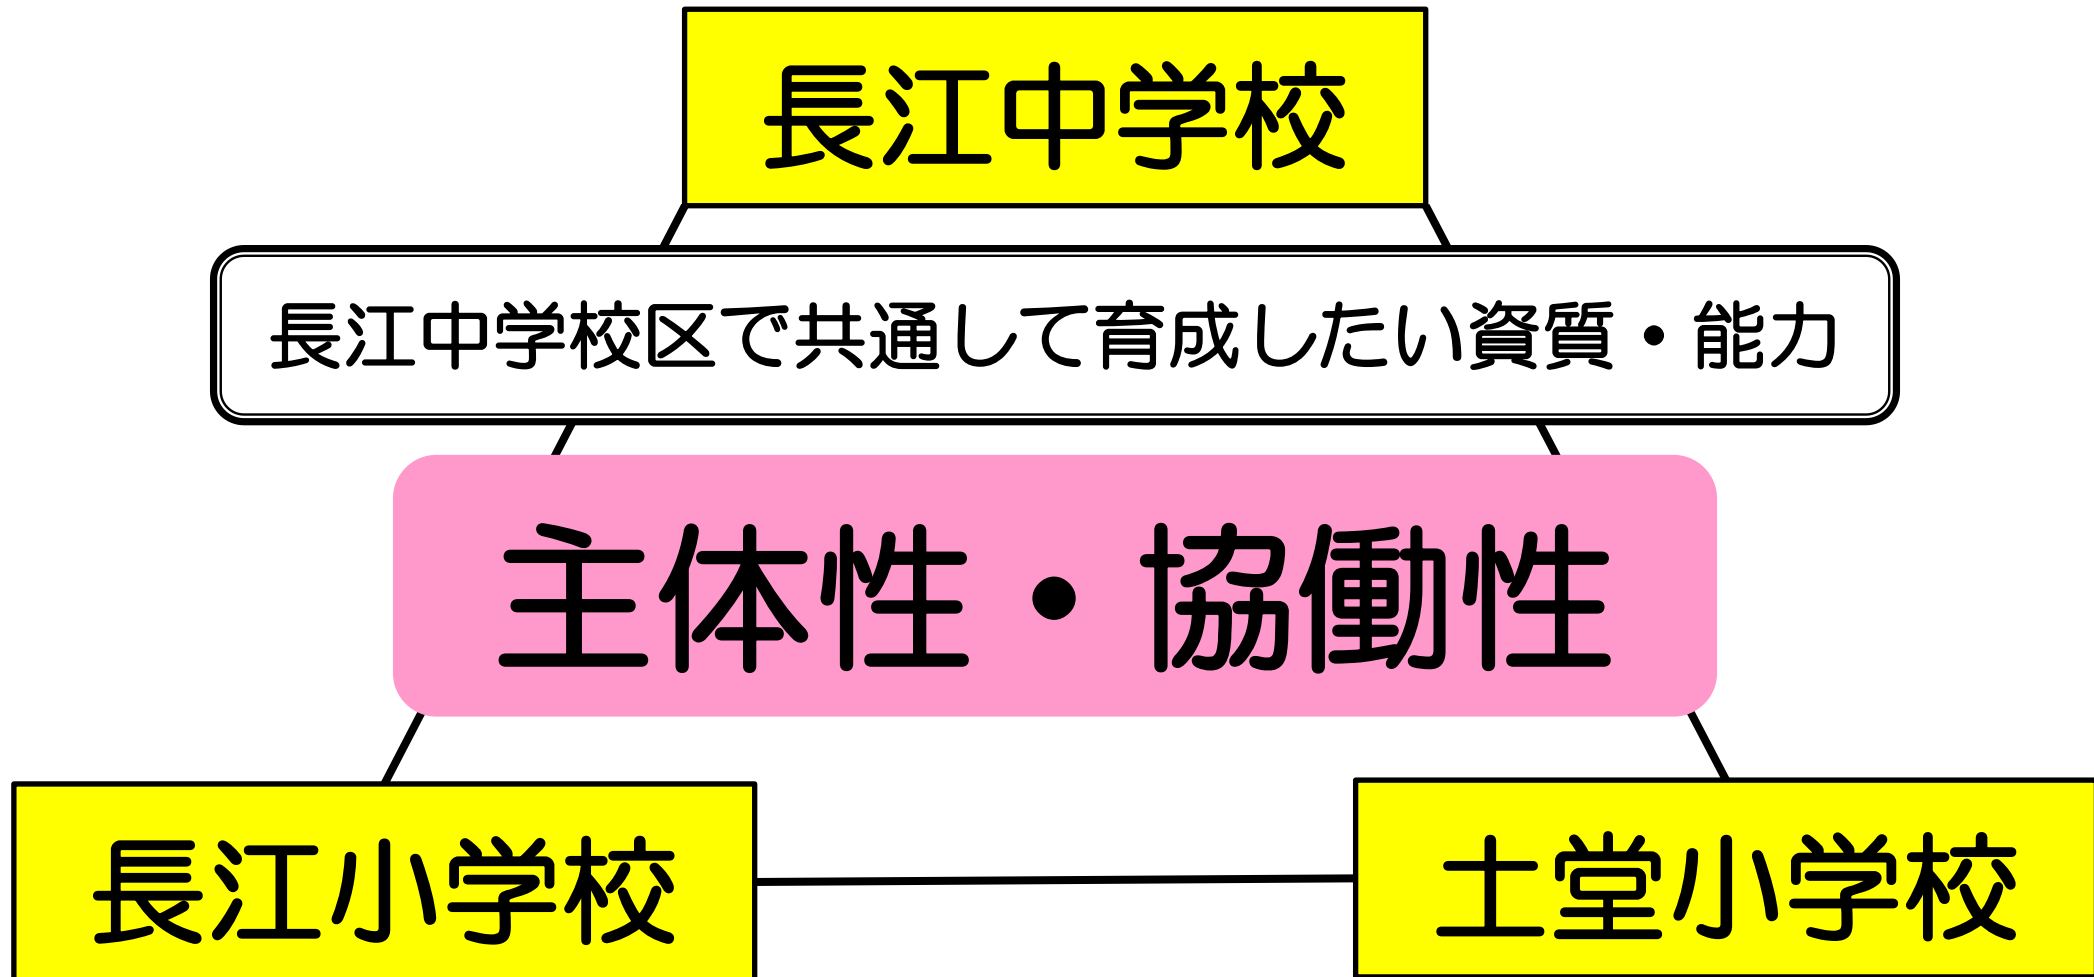 長江中学校
長江中学校区で共通して育成したい資質・能力
主体性・協働性
長江小学校
土堂小学校